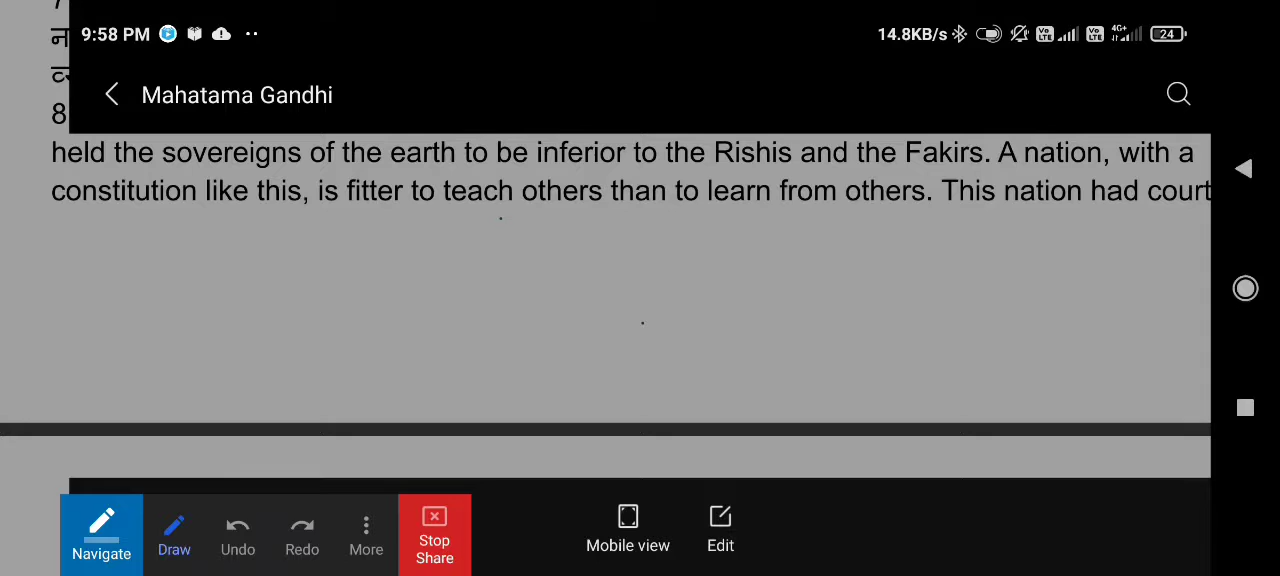 9:58 PM
14.8KB/s
4G+
24
Mahatama Gandhi
8
held the sovereigns of the earth to be inferior to the Rishis and the Fakirs. A nation, with a
constitution like this, is fitter to teach others than to learn from others. This nation had court
Navigate
Draw
Undo
Redo
More
Stop
Share
Mobile view
Edit